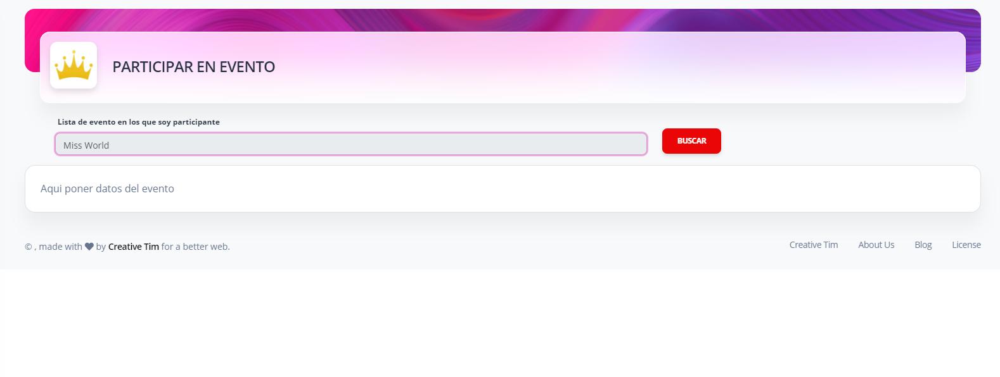 PARTICIPAR EN EVENTO
Lista de evento en los que soy participante
Miss World
BUSCAR
Aqui poner datos del evento
© , made with ♥ by Creative Tim for a better web.
Creative Tim About Us Blog License